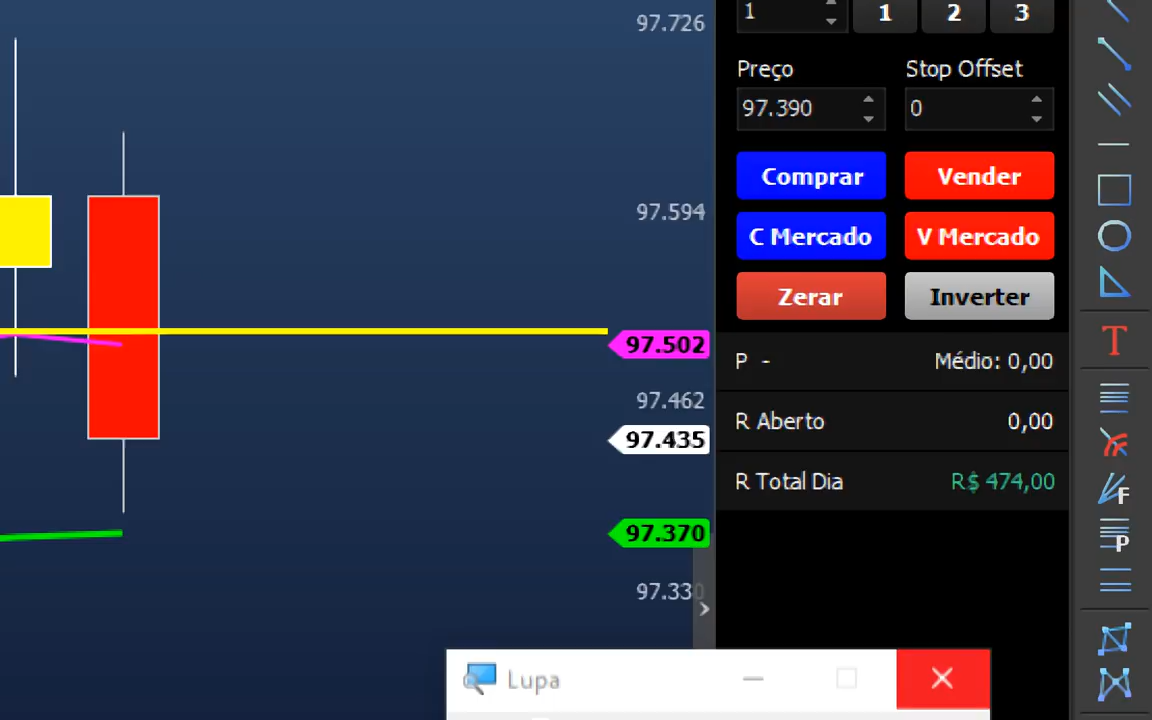 97.726
97.594
97.502
97.462
97.435
97.370
97.330
1
1 2 3
Preço Stop Offset
97.390 0
Comprar Vender
C Mercado V Mercado
Zerar Inverter
P - Médio: 0,00
R Aberto 0,00
R Total Dia R$ 474,00
T
F
P
Lupa